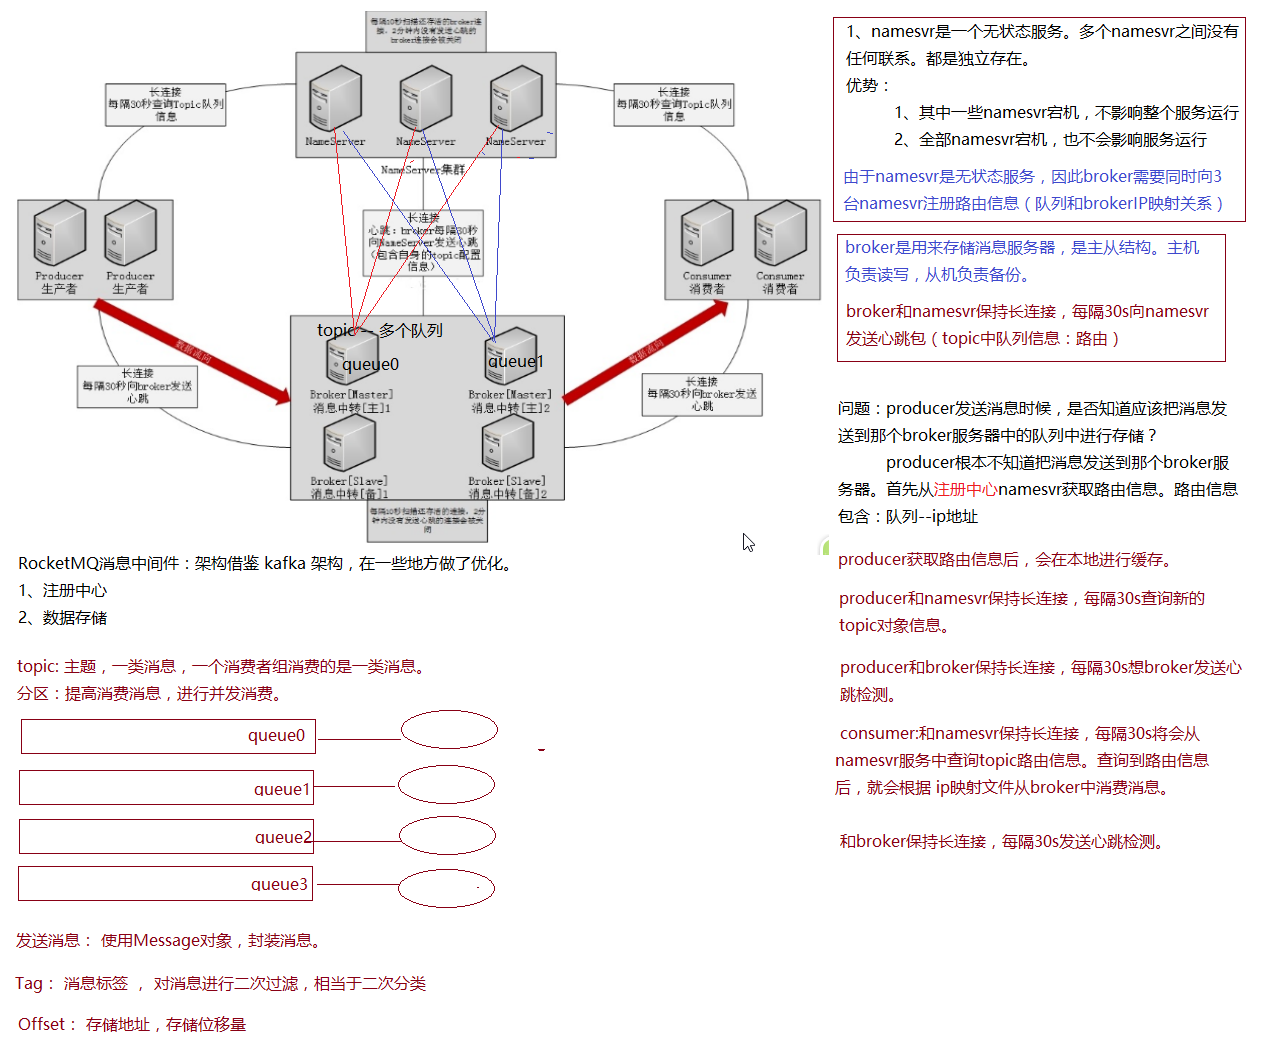 每隔10秒扫描还存活的broker连
接、2分钟内没有发送心跳的
broker连接会被关闭
长连接
每隔30秒查询Topic队列
信息
长连接
每隔30秒查询Topic队列
信息
NameServer
NameServer
NameServer
NameServer集群
长连接
心跳：broker每隔30秒
向NameServer发送心跳
（包含自身的topic配置
信息）
Producer
生产者
Producer
生产者
Consumer
消费者
Consumer
消费者
数据流向
数据流向
topic -- 多个队列
queue0
queue1
Broker[Master]
消息中转[主]1
Broker[Master]
消息中转[主]2
Broker[Slave]
消息中转[备]1
Broker[Slave]
消息中转[备]2
长连接
每隔30秒向broker发送
心跳
长连接
每隔30秒向broker发送
心跳
每隔10秒扫描还存活的连接、2分
钟内没有发送心跳的连接会被关
闭
RocketMQ消息中间件：架构借鉴 kafka 架构，在一些地方做了优化。
1、注册中心
2、数据存储
topic: 主题，一类消息，一个消费者组消费的是一类消息。
分区：提高消费消息，进行并发消费。
queue0
queue1
queue2
queue3
发送消息： 使用Message对象，封装消息。
Tag： 消息标签 ， 对消息进行二次过滤，相当于二次分类
Offset： 存储地址，存储位移量
1、namesvr是一个无状态服务。多个namesvr之间没有
任何联系。都是独立存在。
优势：
1、其中一些namesvr宕机，不影响整个服务运行
2、全部namesvr宕机，也不会影响服务运行
由于namesvr是无状态服务，因此broker需要同时向3
台namesvr注册路由信息（队列和brokerIP映射关系）
broker是用来存储消息服务器，是主从结构。主机
负责读写，从机负责备份。
broker和namesvr保持长连接，每隔30s向namesvr
发送心跳包（topic中队列信息：路由）
问题：producer发送消息时候，是否知道应该把消息发
送到那个broker服务器中的队列中进行存储？
producer根本不知道把消息发送到那个broker服
务器。首先从注册中心namesvr获取路由信息。路由信息
包含：队列--ip地址
producer获取路由信息后，会在本地进行缓存。
producer和namesvr保持长连接，每隔30s查询新的
topic对象信息。
producer和broker保持长连接，每隔30s想broker发送心
跳检测。
consumer:和namesvr保持长连接，每隔30s将会从
namesvr服务中查询topic路由信息。查询到路由信息
后，就会根据 ip映射文件从broker中消费消息。
和broker保持长连接，每隔30s发送心跳检测。